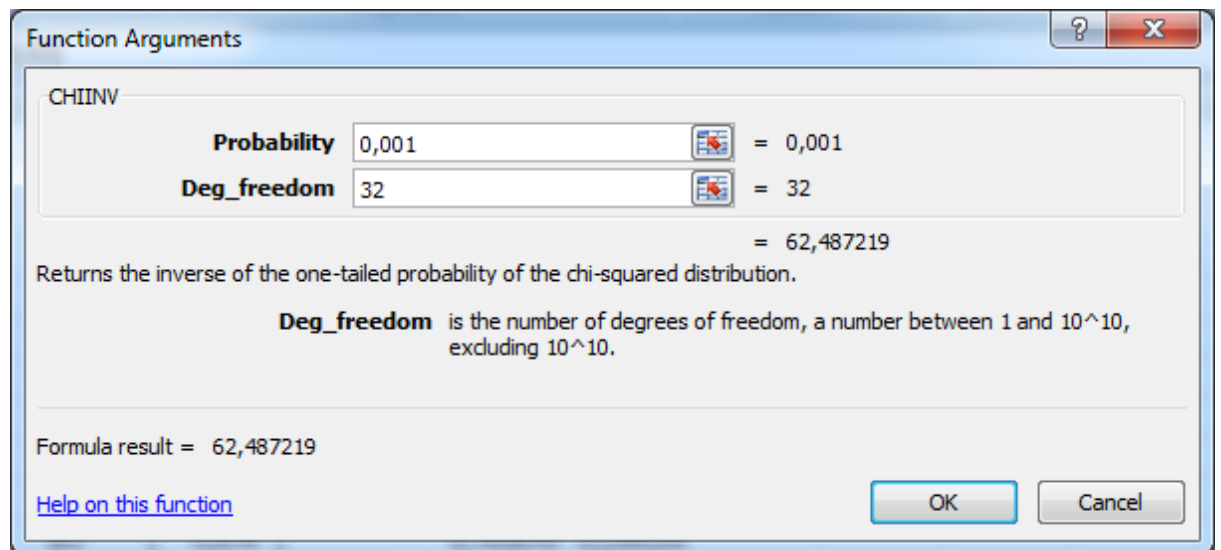 Function Arguments
CHIINV
Probability 0,001 = 0,001
Deg_freedom 32 = 32
= 62,487219
Returns the inverse of the one-tailed probability of the chi-squared distribution.
Deg_freedom is the number of degrees of freedom, a number between 1 and 10^10,
excluding 10^10.
Formula result = 62,487219
Help on this function
OK Cancel